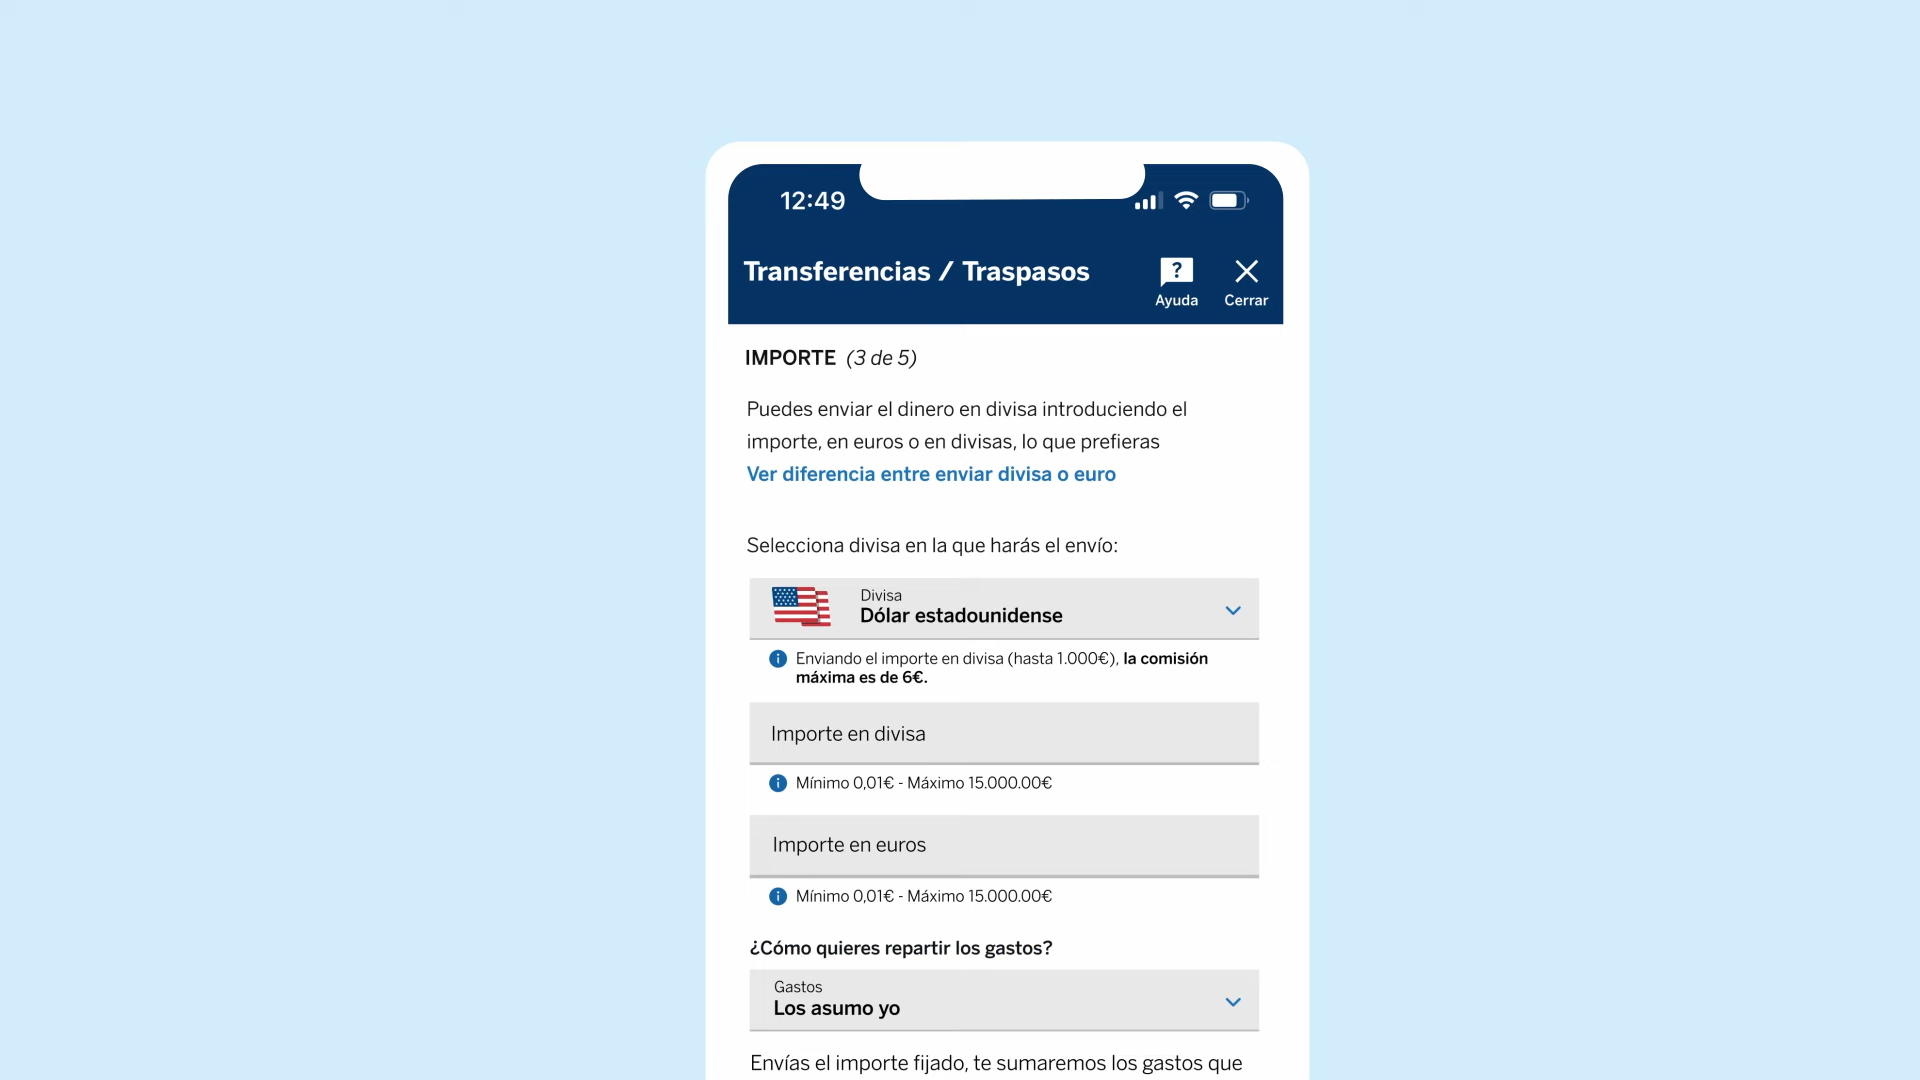 12:49
Transferencias / Traspasos
?
Ayuda
Cerrar
IMPORTE (3 de 5)
Puedes enviar el dinero en divisa introduciendo el
importe, en euros o en divisas, lo que prefieras
Ver diferencia entre enviar divisa o euro
Selecciona divisa en la que harás el envío:
Divisa
Dólar estadounidense
i Enviando el importe en divisa (hasta 1.000€), la comisión
máxima es de 6€.
Importe en divisa
i Mínimo 0,01€ - Máximo 15.000.00€
Importe en euros
i Mínimo 0,01€ - Máximo 15.000.00€
¿Cómo quieres repartir los gastos?
Gastos
Los asumo yo
Envías el importe fijado, te sumaremos los gastos que